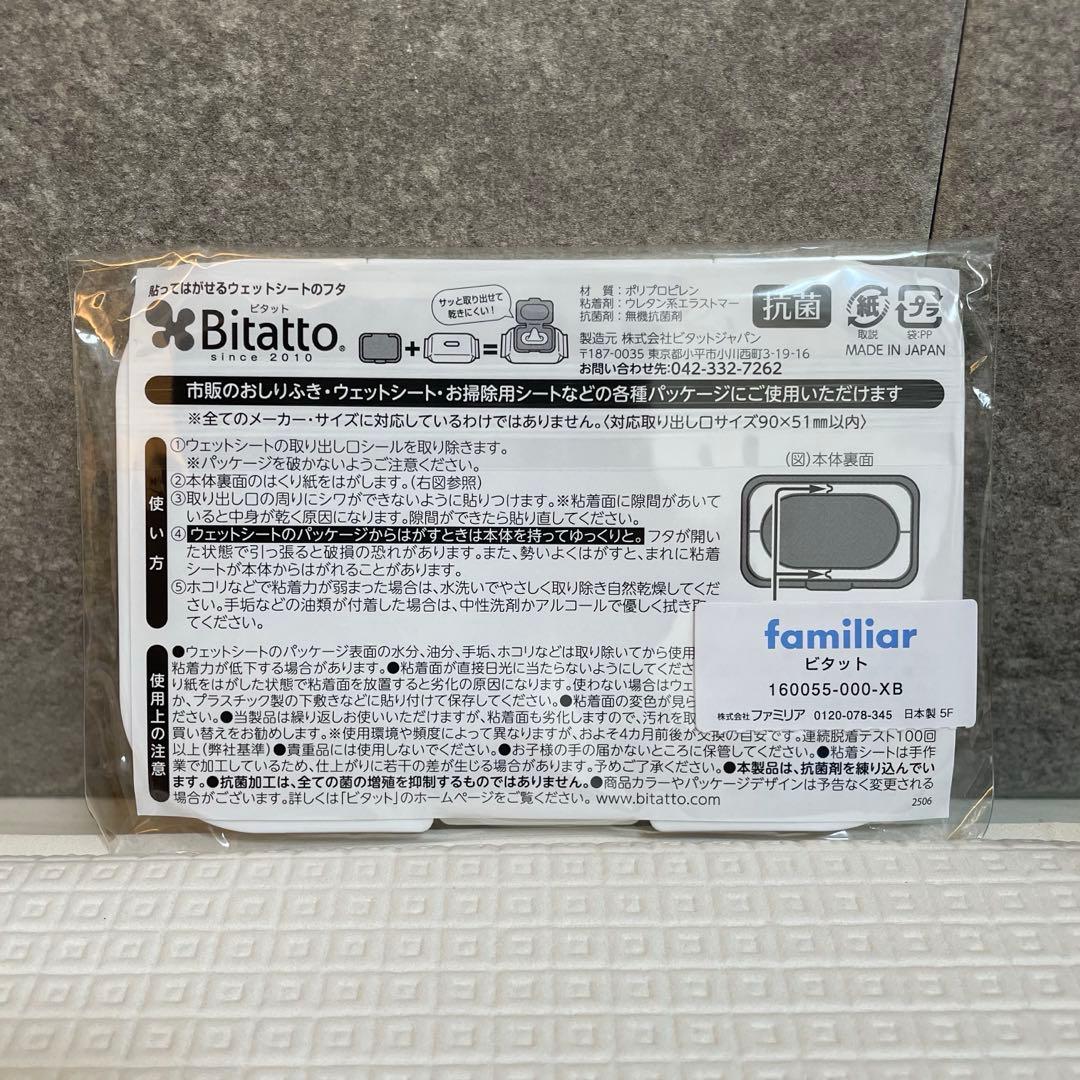 貼ってはがせるウェットシートのフタ
ビタット
Bitatto®
since 2010
サッと取り出せて
乾きにくい!
+
=
材 質:ポリプロピレン
粘着剤:ウレタン系エラストマー
抗菌剤:無機抗菌剤
製造元 株式会社ビタットジャパン
〒187-0035 東京都小平市小川西町3-19-16
お問い合わせ先:042-332-7262
抗菌
紙
取説
プラ
袋:PP
MADE IN JAPAN
市販のおしりふき・ウェットシート・お掃除用シートなどの各種パッケージにご使用いただけます
※全てのメーカー・サイズに対応しているわけではありません。〈対応取り出し口サイズ90×51㎜以内〉
使い方
①ウェットシートの取り出し口シールを取り除きます。
※パッケージを破かないようご注意ください。
②本体裏面のはくり紙をはがします。(右図参照)
③取り出し口の周りにシワができないように貼りつけます。※粘着面に隙間があいて
いると中身が乾く原因になります。隙間ができたら貼り直してください。
④ウェットシートのパッケージからはがすときは本体を持ってゆっくりと。フタが開い
た状態で引っ張ると破損の恐れがあります。また、勢いよくはがすと、まれに粘着
シートが本体からはがれることがあります。
⑤ホコリなどで粘着力が弱まった場合は、水洗いでやさしく取り除き自然乾燥してくだ
さい。手垢などの油類が付着した場合は、中性洗剤かアルコールで優しく拭き取っ
てください。
(図)本体裏面
使用上の注意
●ウェットシートのパッケージ表面の水分、油分、手垢、ホコリなどは取り除いてから使用
粘着力が低下する場合があります。●粘着面が直接日光に当たらないようにしてくださ
り紙をはがした状態で粘着面を放置すると劣化の原因になります。使わない場合はウェ
か、プラスチック製の下敷きなどに貼り付けて保存してください。●粘着面の変色が見ら
ださい。●当製品は繰り返しお使いいただけますが、粘着面も劣化しますので、汚れを取
買い替えをお勧めします。※使用環境や頻度によって異なりますが、およそ4カ月前後が交換の目安です。連続脱着テスト100回
以上(弊社基準)●貴重品には使用しないでください。●お子様の手の届かないところに保管してください。●粘着シートは手作
業で加工しているため、仕上がりに若干の差が生じる場合があります。予めご了承ください。●本製品は、抗菌剤を練り込んでい
ます。●抗菌加工は、全ての菌の増殖を抑制するものではありません。●商品カラーやパッケージデザインは予告なく変更される
場合がございます。詳しくは「ビタット」のホームページをご覧ください。www.bitatto.com
2506
familiar
ビタット
160055-000-XB
株式会社ファミリア 0120-078-345 日本製 5F